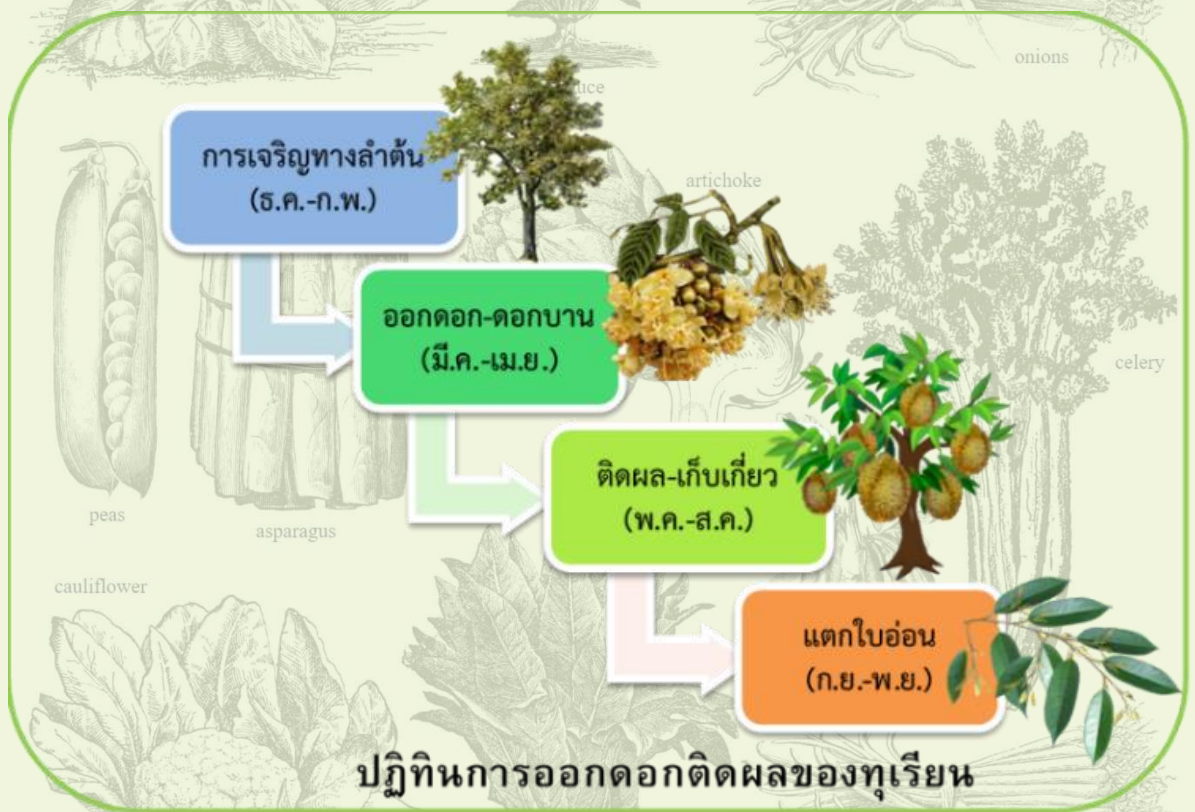 onions
uce
การเจริญทางลำต้น
(ธ.ค.-ก.พ.)
artichoke
ออกดอก-ดอกบาน
(มี.ค.-เม.ย.)
celery
ติดผล-เก็บเกี่ยว
(พ.ค.-ส.ค.)
peas
asparagus
cauliflower
แตกใบอ่อน
(ก.ย.-พ.ย.)
ปฏิทินการออกดอกติดผลของทุเรียน